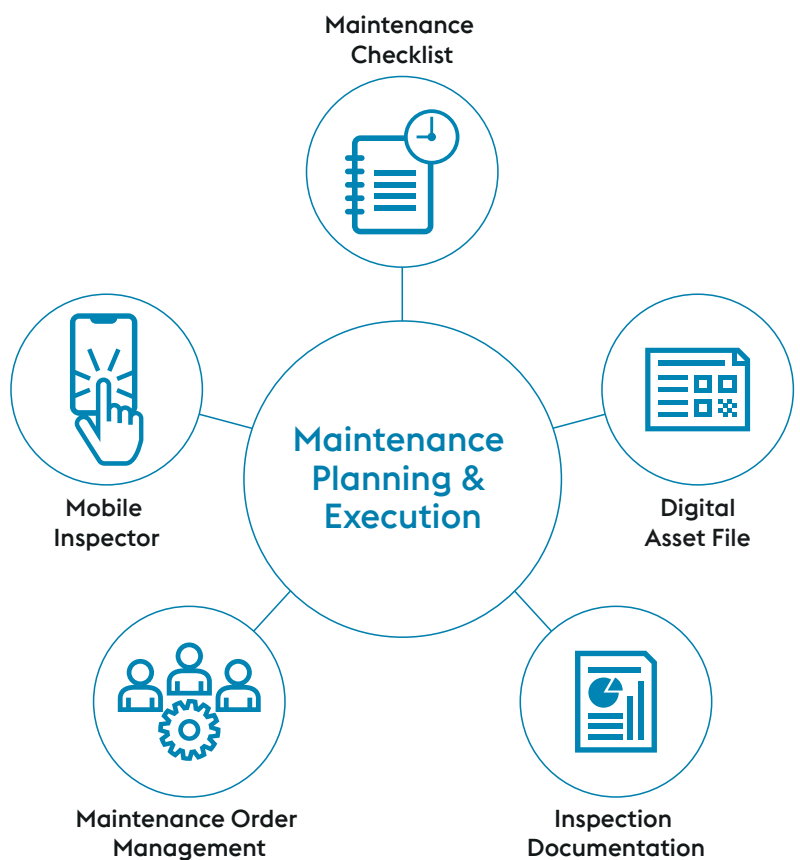 Maintenance
Checklist
Maintenance
Planning &
Execution
Mobile
Inspector
Digital
Asset File
Maintenance Order
Management
Inspection
Documentation